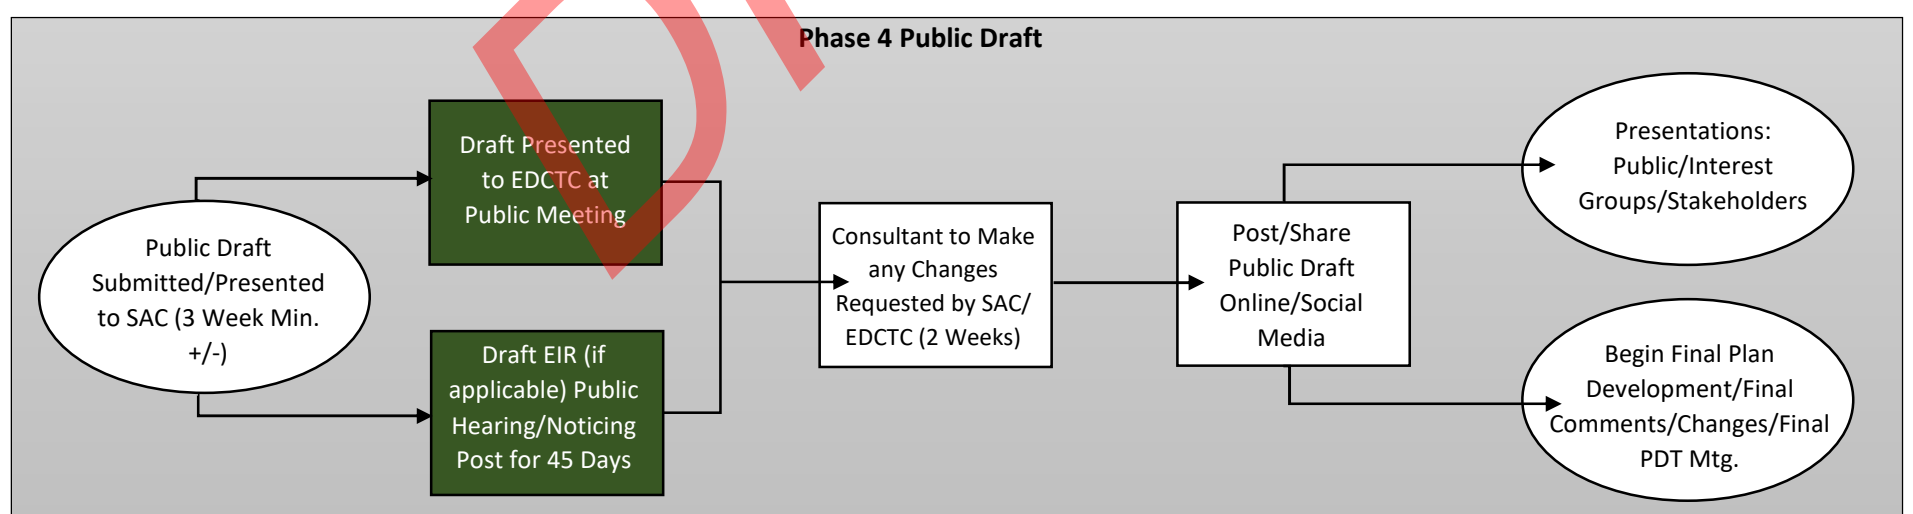 Phase 4 Public Draft
Public Draft
Submitted/Presented
to SAC (3 Week Min.
+/-)
Draft Presented
to EDCTC at
Public Meeting
Draft EIR (if
applicable) Public
Hearing/Noticing
Post for 45 Days
Consultant to Make
any Changes
Requested by SAC/
EDCTC (2 Weeks)
Post/Share
Public Draft
Online/Social
Media
Presentations:
Public/Interest
Groups/Stakeholders
Begin Final Plan
Development/Final
Comments/Changes/Final
PDT Mtg.